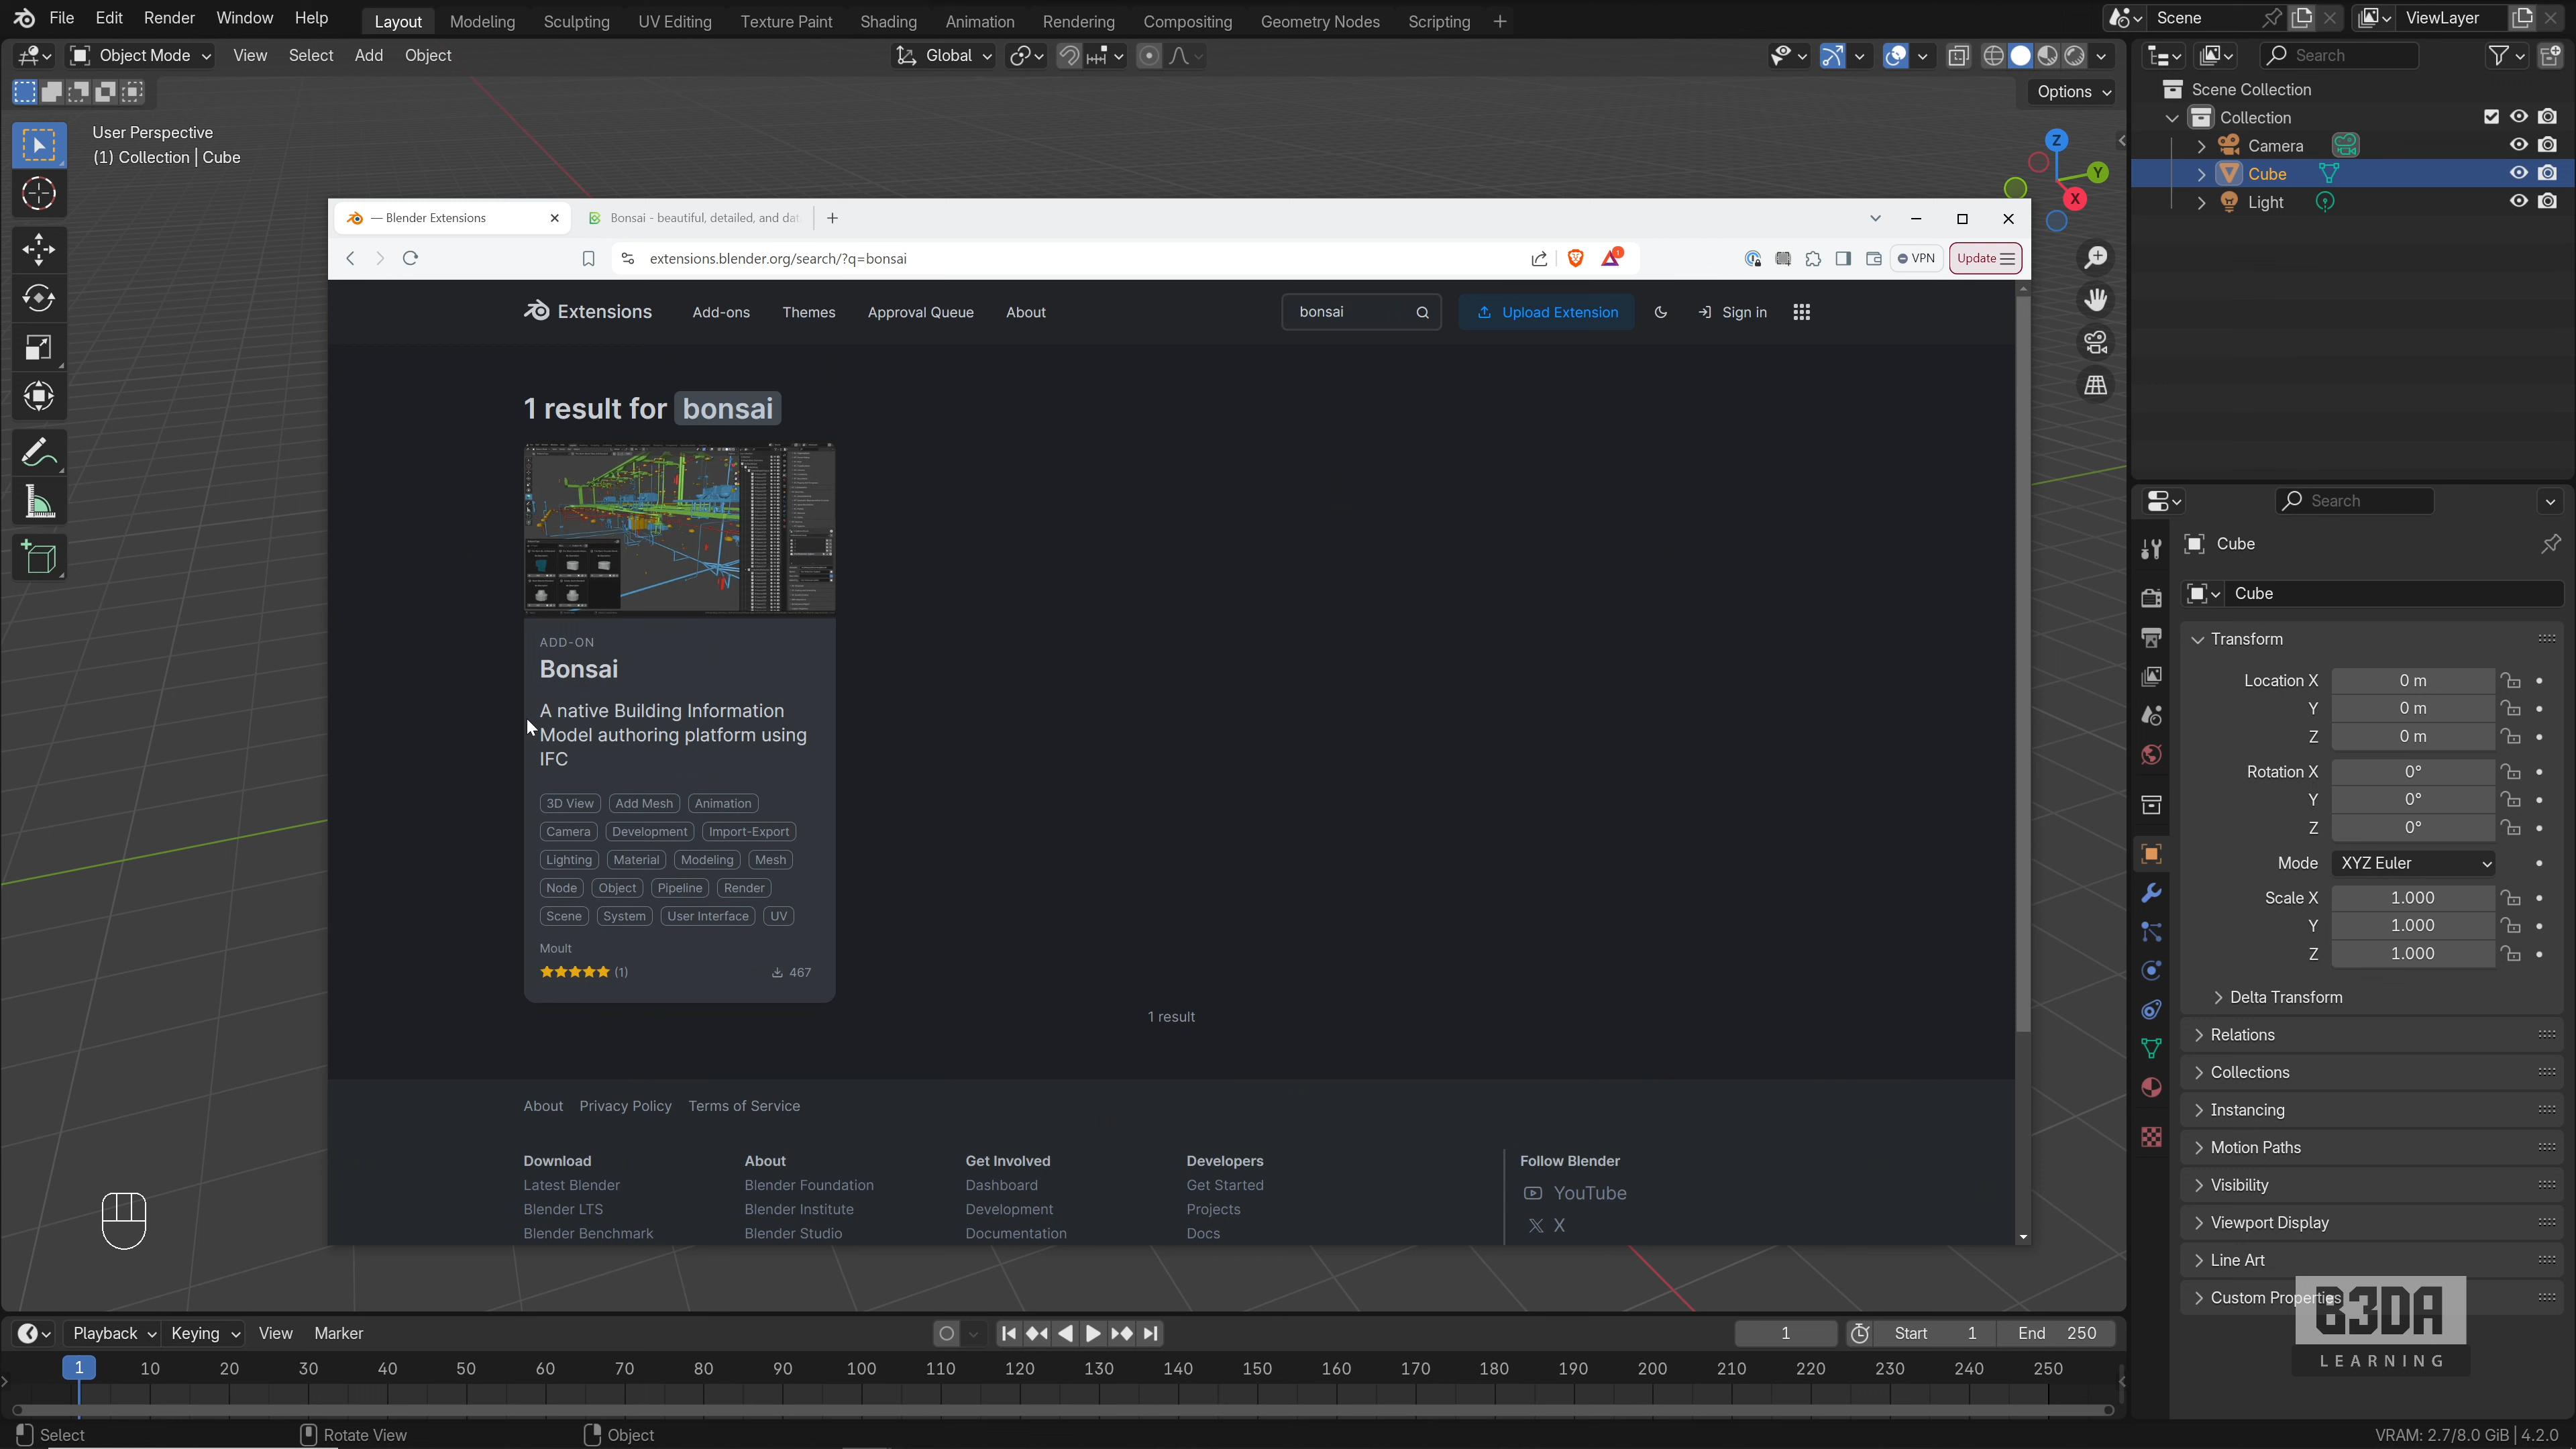 File Edit Render Window Help Layout Modeling Sculpting UV Editing Texture Paint Shading Animation Rendering Compositing Geometry Nodes Scripting + Scene ViewLayer
Object Mode View Select Add Object Global Search
Options
User Perspective
(1) Collection | Cube
Z
Y
X
Scene Collection
Collection
Camera
Cube
Light
— Blender Extensions Bonsai - beautiful, detailed, and dat
extensions.blender.org/search/?q=bonsai 1 VPN Update
Extensions Add-ons Themes Approval Queue About bonsai Upload Extension Sign in
1 result for bonsai
ADD-ON
Bonsai
A native Building Information
Model authoring platform using
IFC
3D View Add Mesh Animation
Camera Development Import-Export
Lighting Material Modeling Mesh
Node Object Pipeline Render
Scene System User Interface UV
Moult
(1) 467
1 result
About Privacy Policy Terms of Service
Download About Get Involved Developers Follow Blender
Latest Blender Blender Foundation Dashboard Get Started YouTube
Blender LTS Blender Institute Development Projects X
Blender Benchmark Blender Studio Documentation Docs
Search
Cube
Cube
Transform
Location X 0 m
Y 0 m
Z 0 m
Rotation X 0°
Y 0°
Z 0°
Mode XYZ Euler
Scale X 1.000
Y 1.000
Z 1.000
Delta Transform
Relations
Collections
Instancing
Motion Paths
Visibility
Viewport Display
Line Art
Custom Properties
B3DA
LEARNING
Playback Keying View Marker 1 Start 1 End 250
1 10 20 30 40 50 60 70 80 90 100 110 120 130 140 150 160 170 180 190 200 210 220 230 240 250
Select Rotate View Object VRAM: 2.7/8.0 GiB | 4.2.0